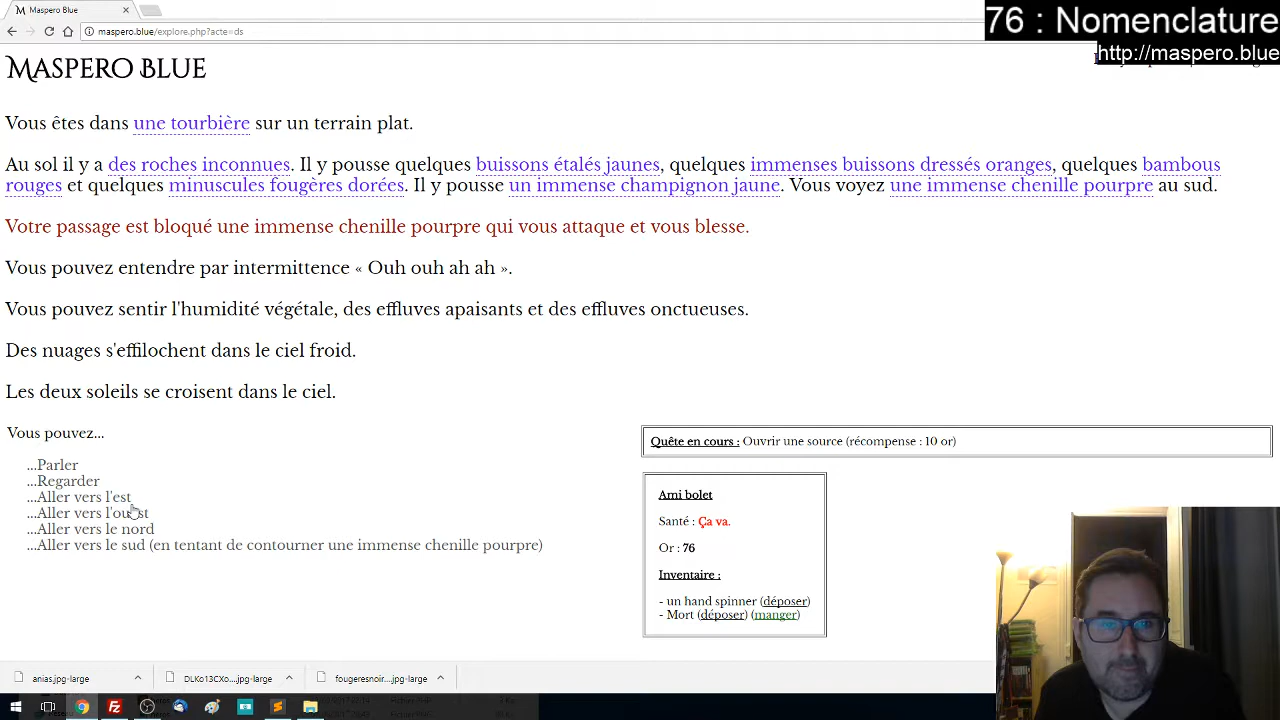 Maspero Blue
76 : Nomenclature
maspero.blue/explore.php?acte=ds
http://maspero.blue
MASPERO BLUE
Vous êtes dans une tourbière sur un terrain plat.
Au sol il y a des roches inconnues. Il y pousse quelques buissons étalés jaunes, quelques immenses buissons dressés oranges, quelques bambous
rouges et quelques minuscules fougères dorées. Il y pousse un immense champignon jaune. Vous voyez une immense chenille pourpre au sud.
Votre passage est bloqué une immense chenille pourpre qui vous attaque et vous blesse.
Vous pouvez entendre par intermittence « Ouh ouh ah ah ».
Vous pouvez sentir l'humidité végétale, des effluves apaisants et des effluves onctueuses.
Des nuages s'effilochent dans le ciel froid.
Les deux soleils se croisent dans le ciel.
Vous pouvez...
...Parler
...Regarder
...Aller vers l'est
...Aller vers l'ouest
...Aller vers le nord
...Aller vers le sud (en tentant de contourner une immense chenille pourpre)
Quête en cours : Ouvrir une source (récompense : 10 or)
Ami bolet
Santé : Ça va.
Or : 76
Inventaire :
- un hand spinner (déposer)
- Mort (déposer) (manger)
anias.jpg-large
DLKo13CXo....jpg-large
fougeresnoir....jpg-large